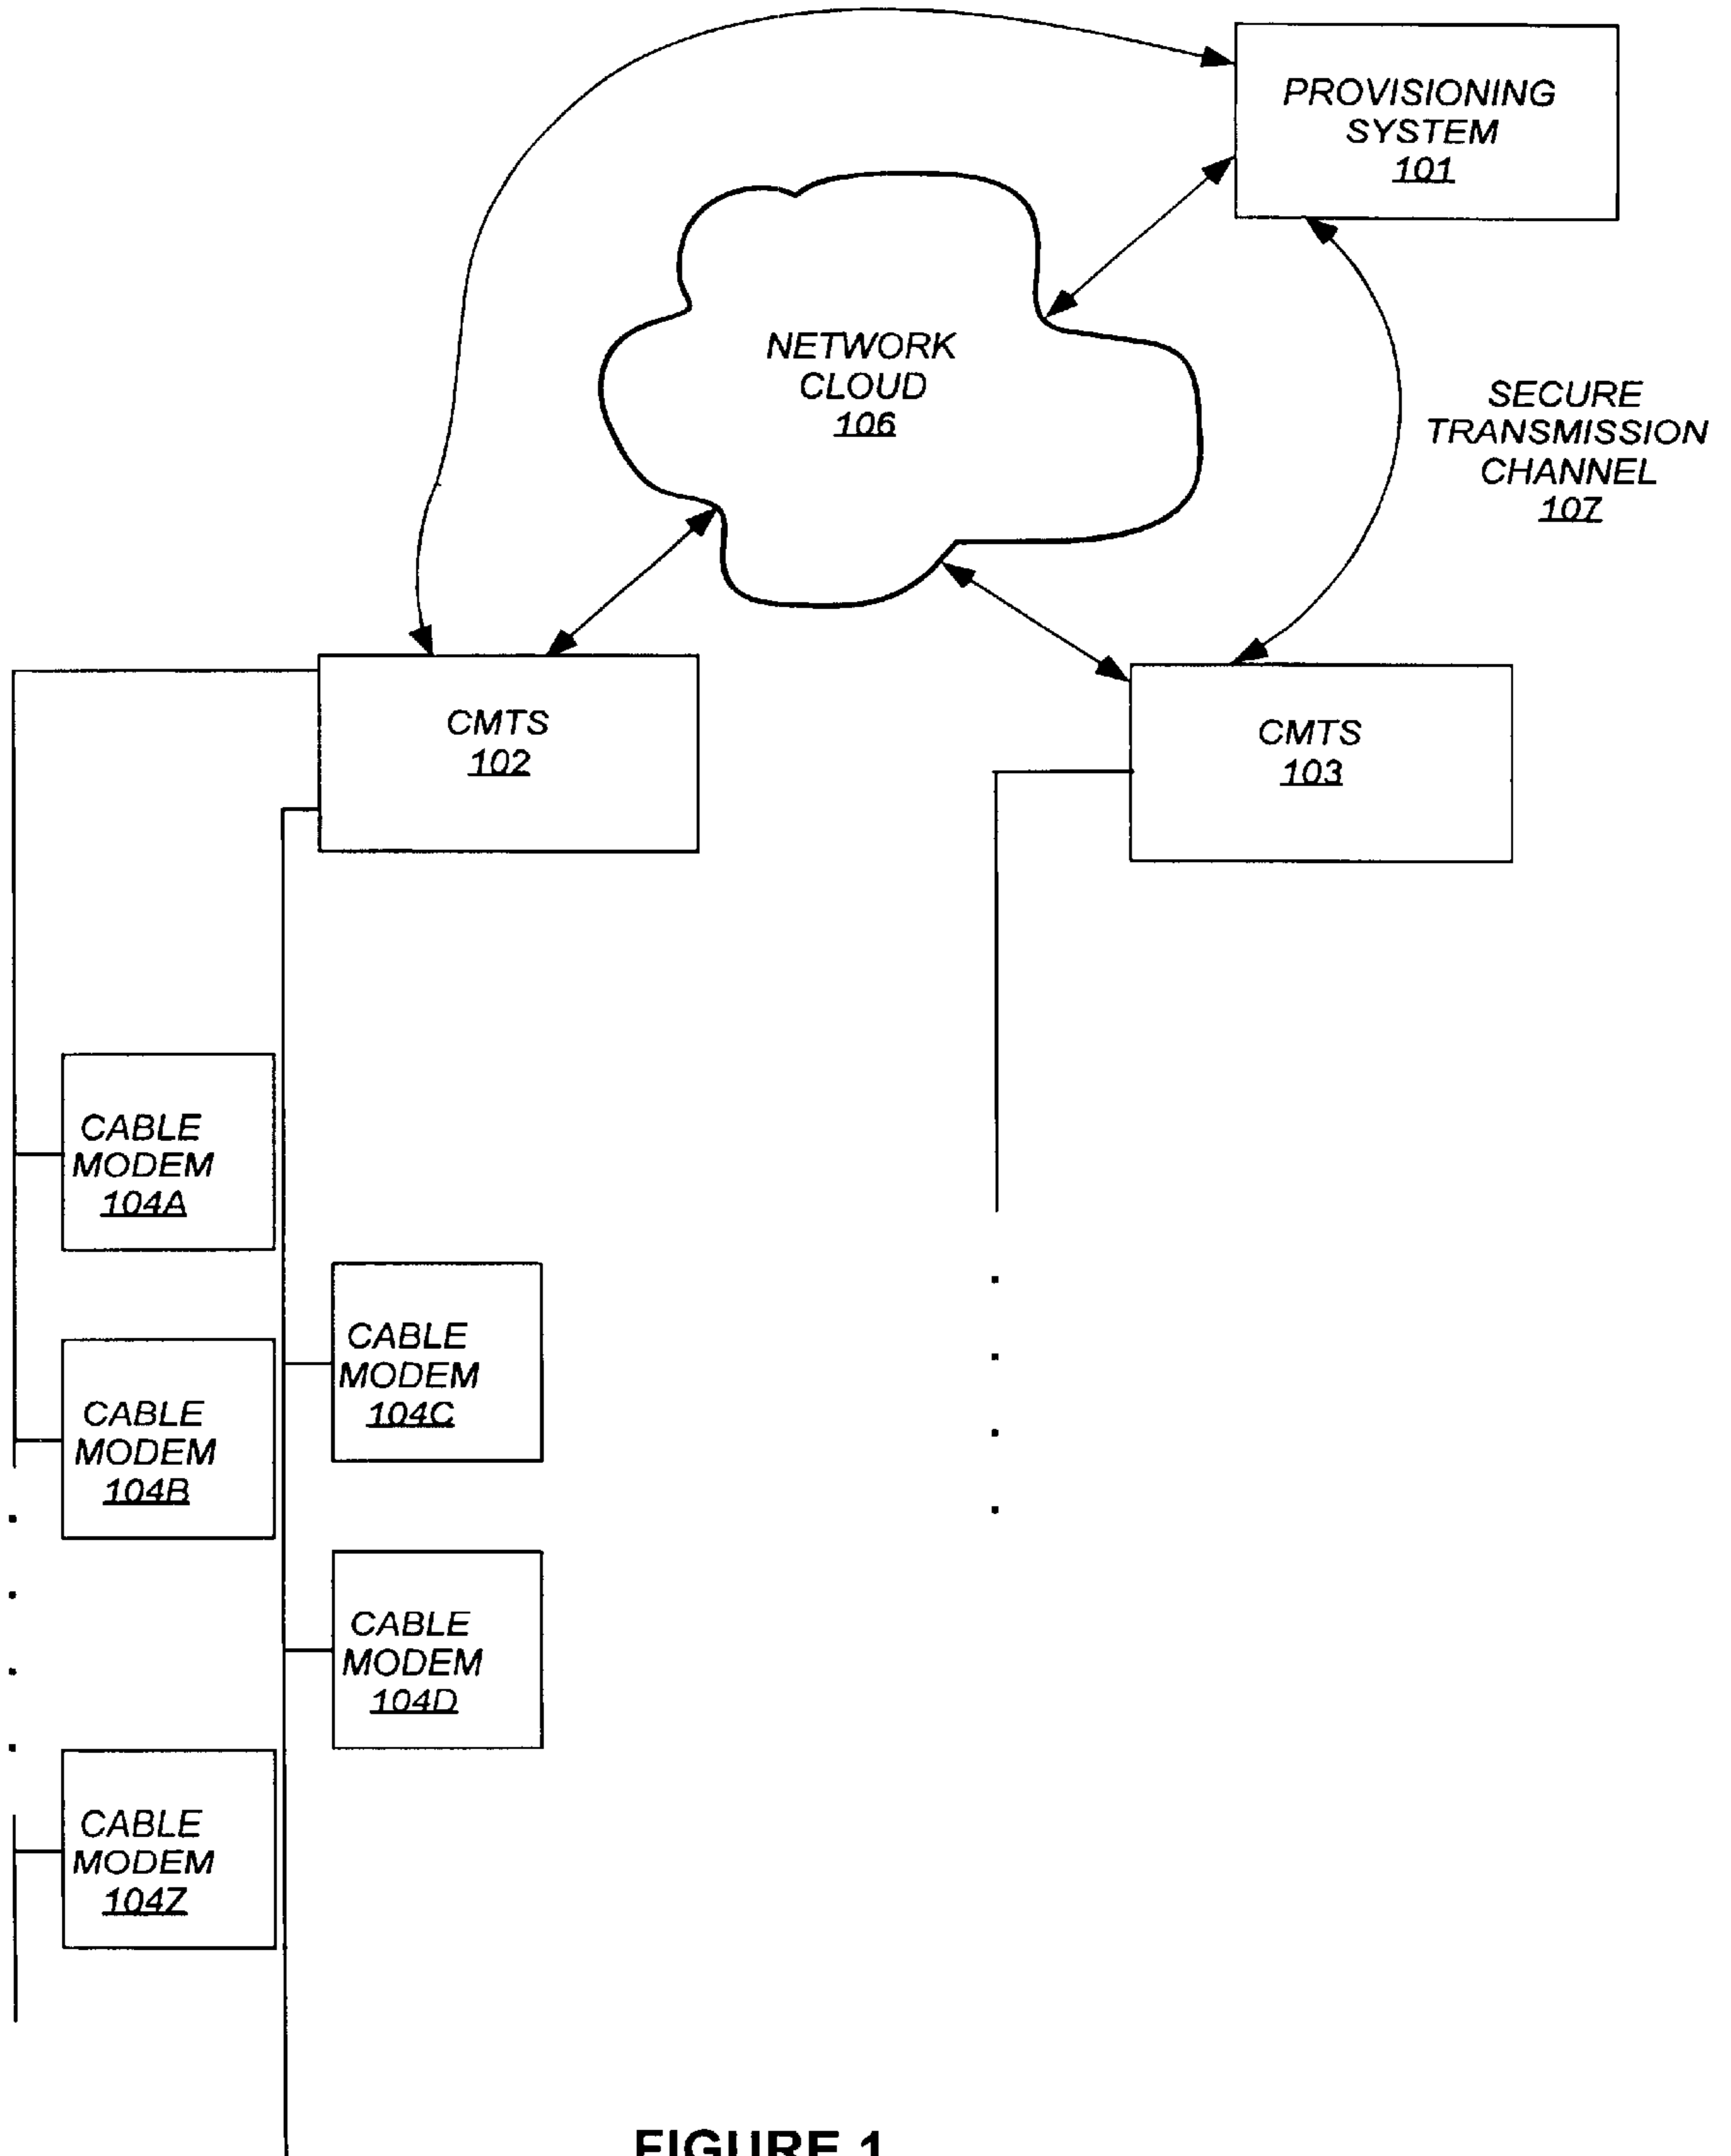 PROVISIONING
SYSTEM
101
NETWORK
CLOUD
106
SECURE
TRANSMISSION
CHANNEL
107
CMTS
102
CMTS
103
CABLE
MODEM
104A
CABLE
MODEM
104C
CABLE
MODEM
104B
CABLE
MODEM
104D
CABLE
MODEM
104Z
FIGURE 1